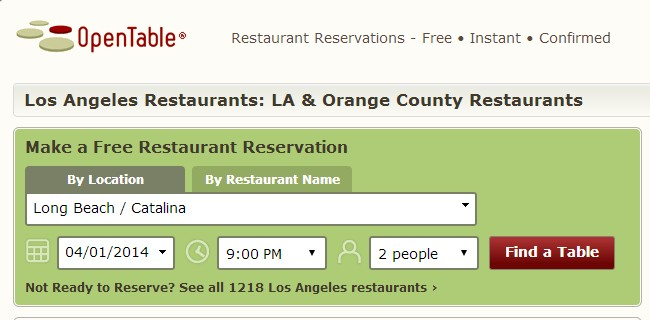 OpenTable®
Restaurant Reservations - Free • Instant • Confirmed
Los Angeles Restaurants: LA & Orange County Restaurants
Make a Free Restaurant Reservation
By Location By Restaurant Name
Long Beach / Catalina
04/01/2014 9:00 PM 2 people Find a Table
Not Ready to Reserve? See all 1218 Los Angeles restaurants ›